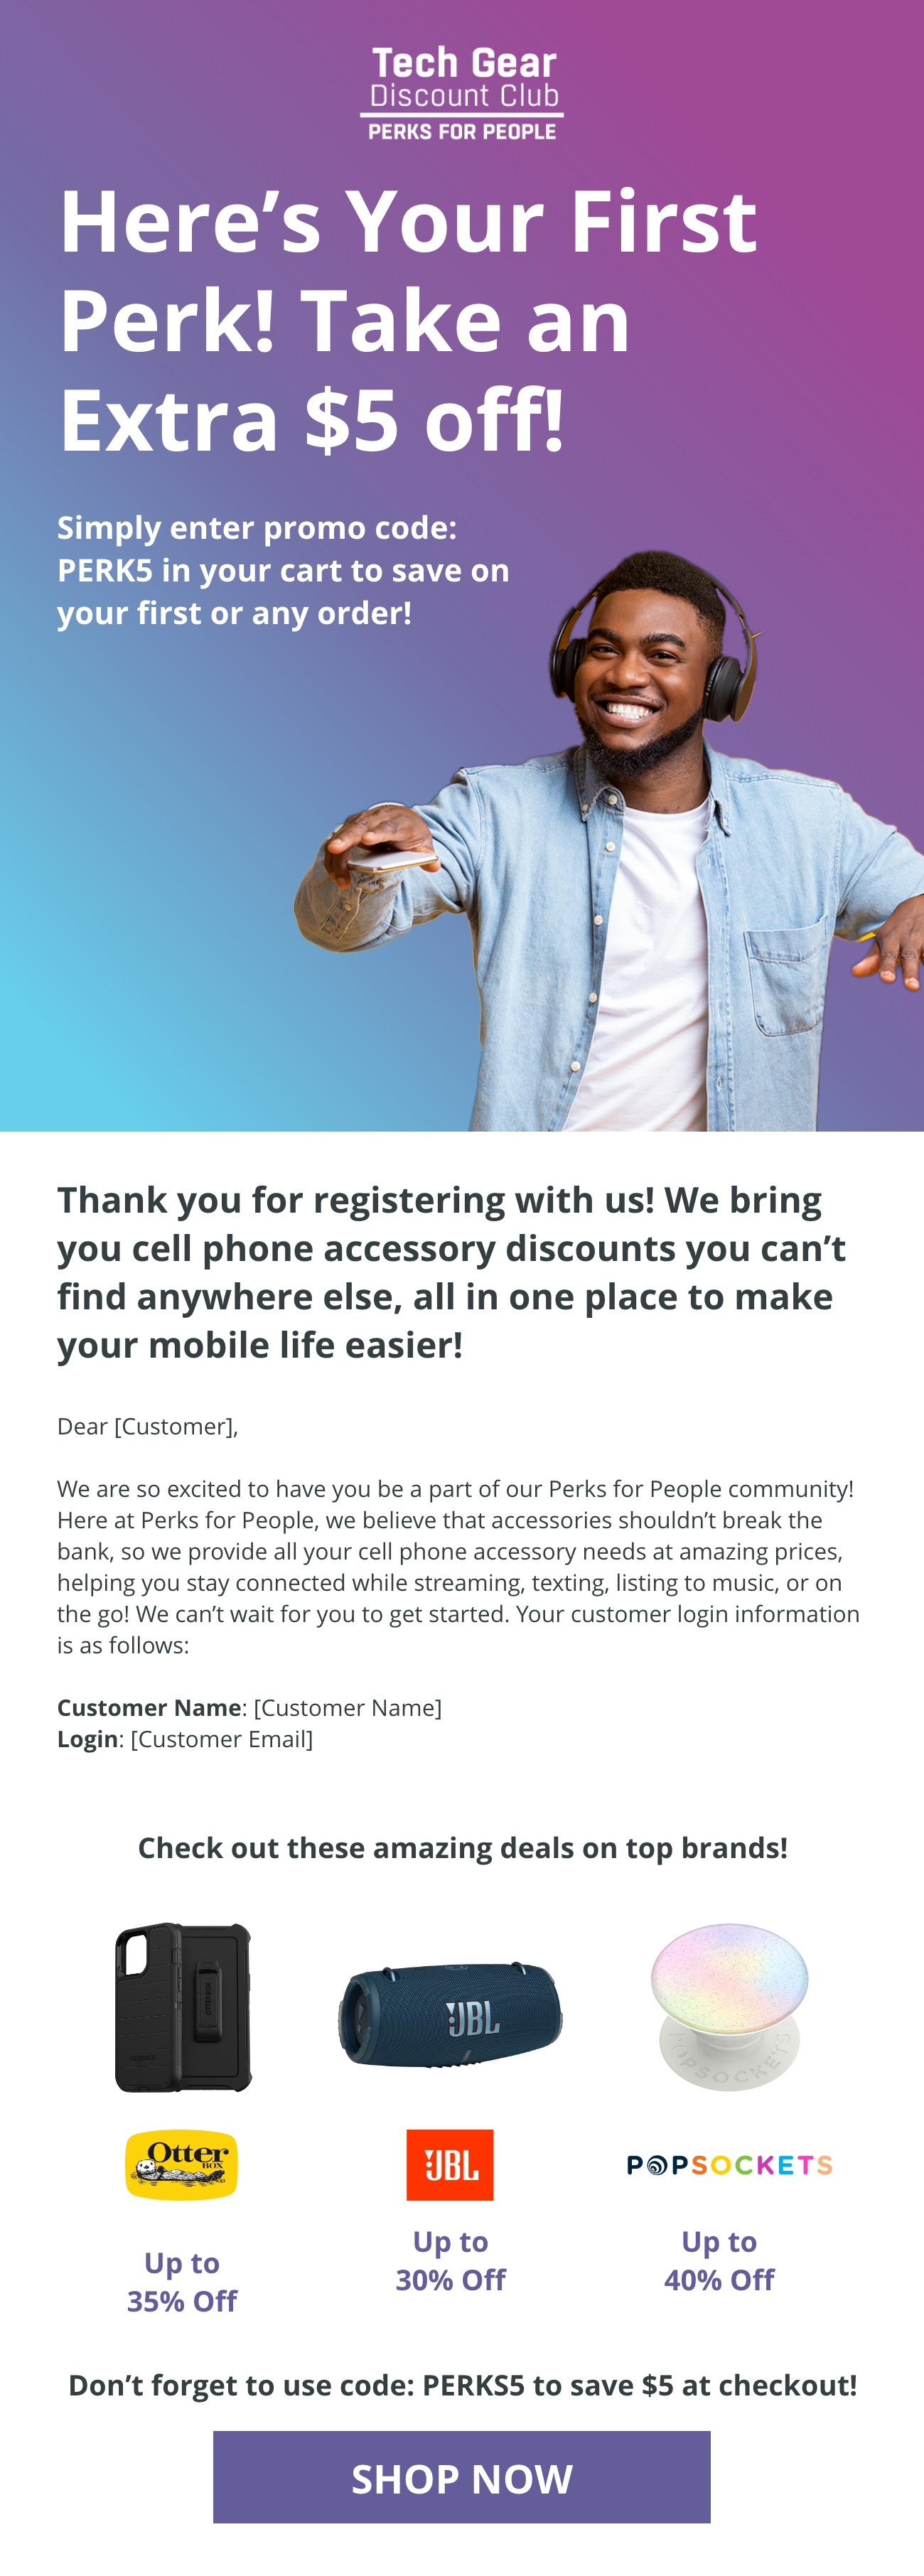 Tech Gear
Discount Club
PERKS FOR PEOPLE
Here’s Your First
Perk! Take an
Extra $5 off!
Simply enter promo code:
PERK5 in your cart to save on
your first or any order!
Thank you for registering with us! We bring
you cell phone accessory discounts you can’t
find anywhere else, all in one place to make
your mobile life easier!
Dear [Customer],
We are so excited to have you be a part of our Perks for People community!
Here at Perks for People, we believe that accessories shouldn’t break the
bank, so we provide all your cell phone accessory needs at amazing prices,
helping you stay connected while streaming, texting, listing to music, or on
the go! We can’t wait for you to get started. Your customer login information
is as follows:
Customer Name: [Customer Name]
Login: [Customer Email]
Check out these amazing deals on top brands!
OTTERBOX
JBL
POPSOCKETS
Otter
BOX
JBL
POPSOCKETS
Up to
35% Off
Up to
30% Off
Up to
40% Off
Don’t forget to use code: PERKS5 to save $5 at checkout!
SHOP NOW